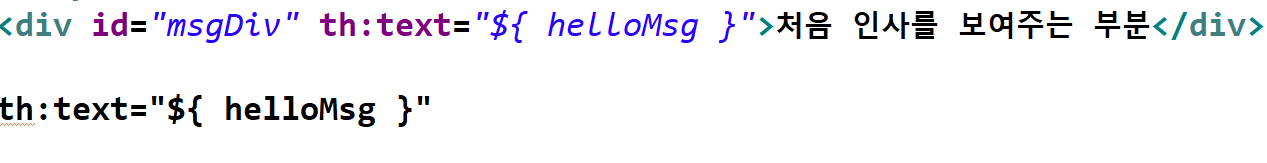 <div id="msgDiv" th:text="${ helloMsg }">처음 인사를 보여주는 부분</div>
th:text="${ helloMsg }"